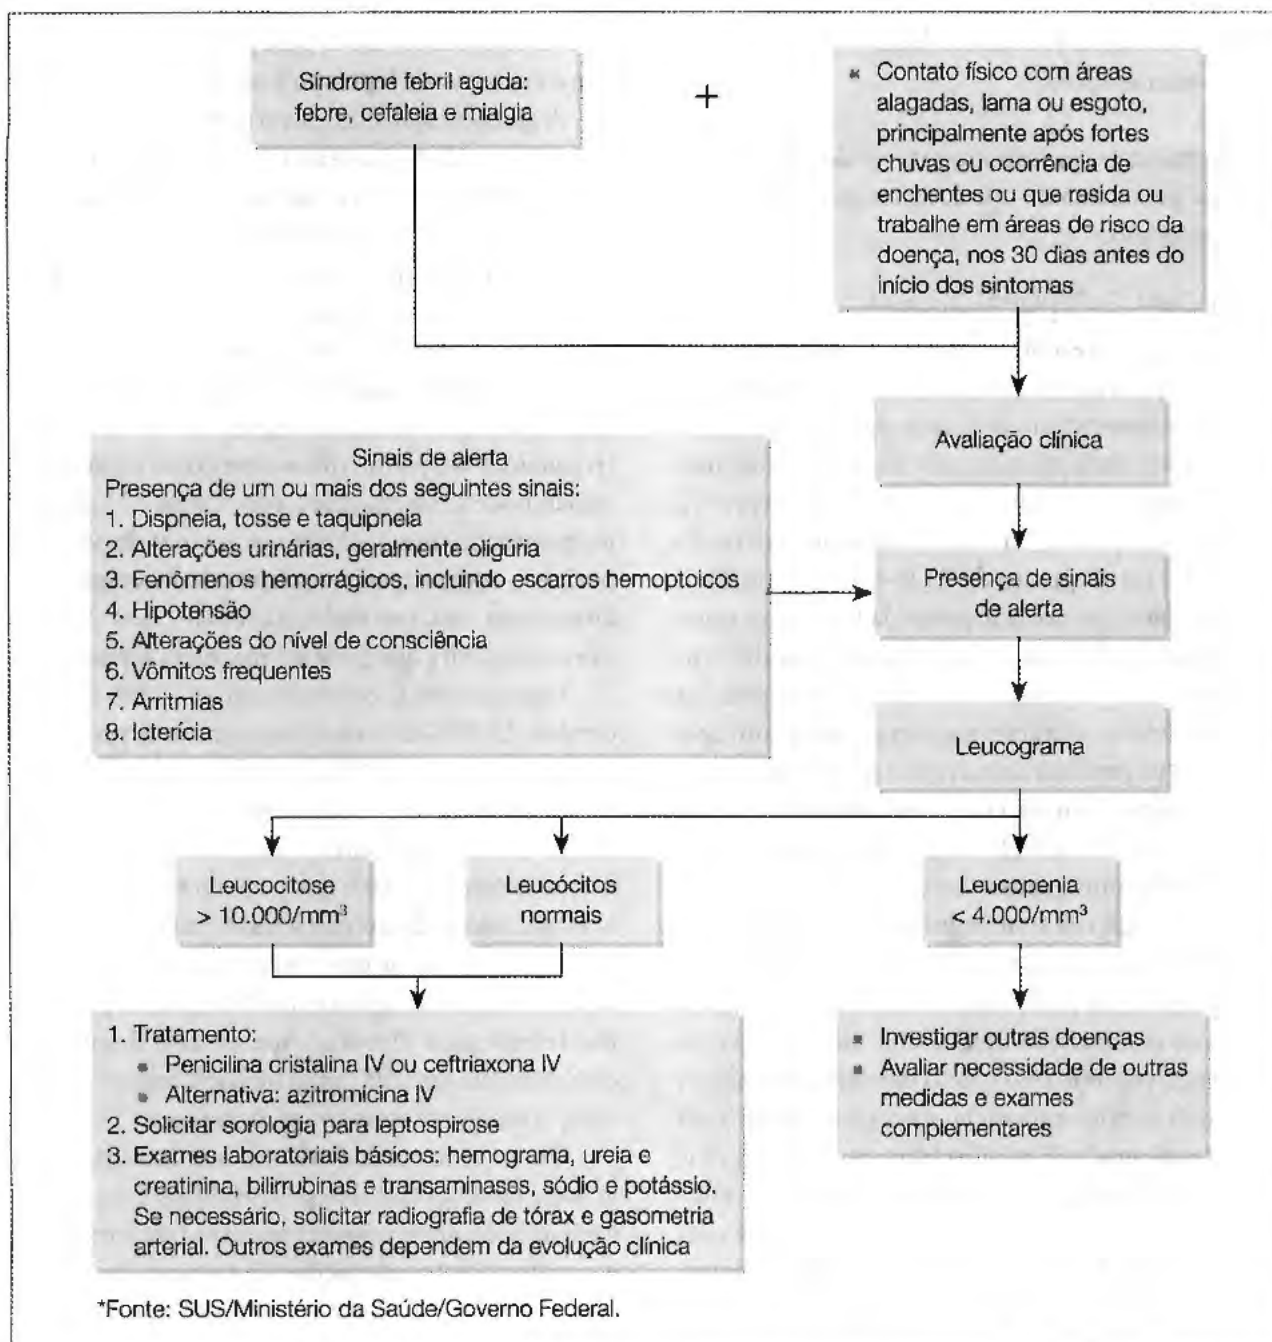 Síndrome febril aguda:
febre, cefaleia e mialgia
+
Contato físico com áreas
alagadas, lama ou esgoto,
principalmente após fortes
chuvas ou ocorrência de
enchentes ou que resida ou
trabalhe em áreas de risco da
doença, nos 30 dias antes do
início dos sintomas
Avaliação clínica
Sinais de alerta
Presença de um ou mais dos seguintes sinais:
1. Dispneia, tosse e taquipneia
2. Alterações urinárias, geralmente oligúria
3. Fenômenos hemorrágicos, incluindo escarros hemoptoicos
4. Hipotensão
5. Alterações do nível de consciência
6. Vômitos frequentes
7. Arritmias
8. Icterícia
Presença de sinais
de alerta
Leucograma
Leucocitose
> 10.000/mm³
Leucócitos
normais
Leucopenia
< 4.000/mm³
1. Tratamento:
Penicilina cristalina IV ou ceftriaxona IV
Alternativa: azitromicina IV
2. Solicitar sorologia para leptospirose
3. Exames laboratoriais básicos: hemograma, ureia e
creatinina, bilirrubinas e transaminases, sódio e potássio.
Se necessário, solicitar radiografia de tórax e gasometria
arterial. Outros exames dependem da evolução clínica
Investigar outras doenças
Avaliar necessidade de outras
medidas e exames
complementares
*Fonte: SUS/Ministério da Saúde/Governo Federal.